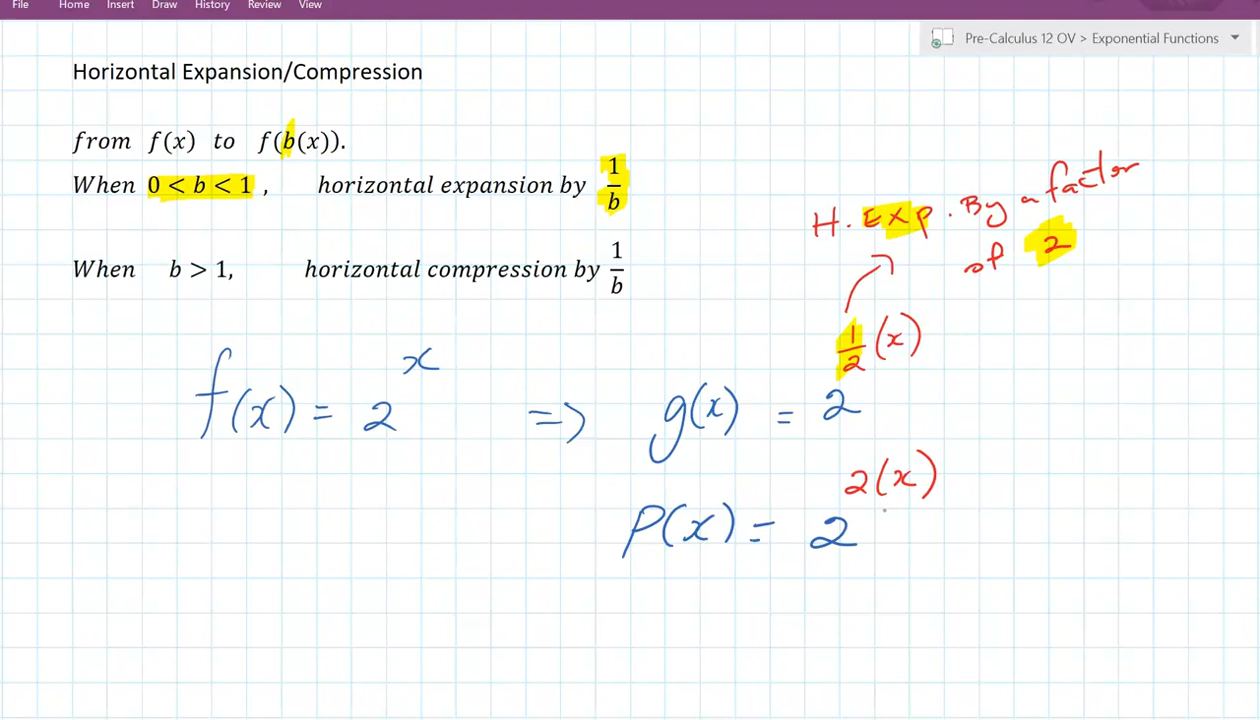 File Home Insert Draw History Review View
Pre-Calculus 12 OV > Exponential Functions
Horizontal Expansion/Compression
from f(x) to f(b(x)).
When 0 < b < 1 , horizontal expansion by 1/b
H. EXP. By a factor
of 2
When b > 1, horizontal compression by 1/b
f(x) = 2^x => g(x) = 2^(1/2 (x))
P(x) = 2^(2(x))